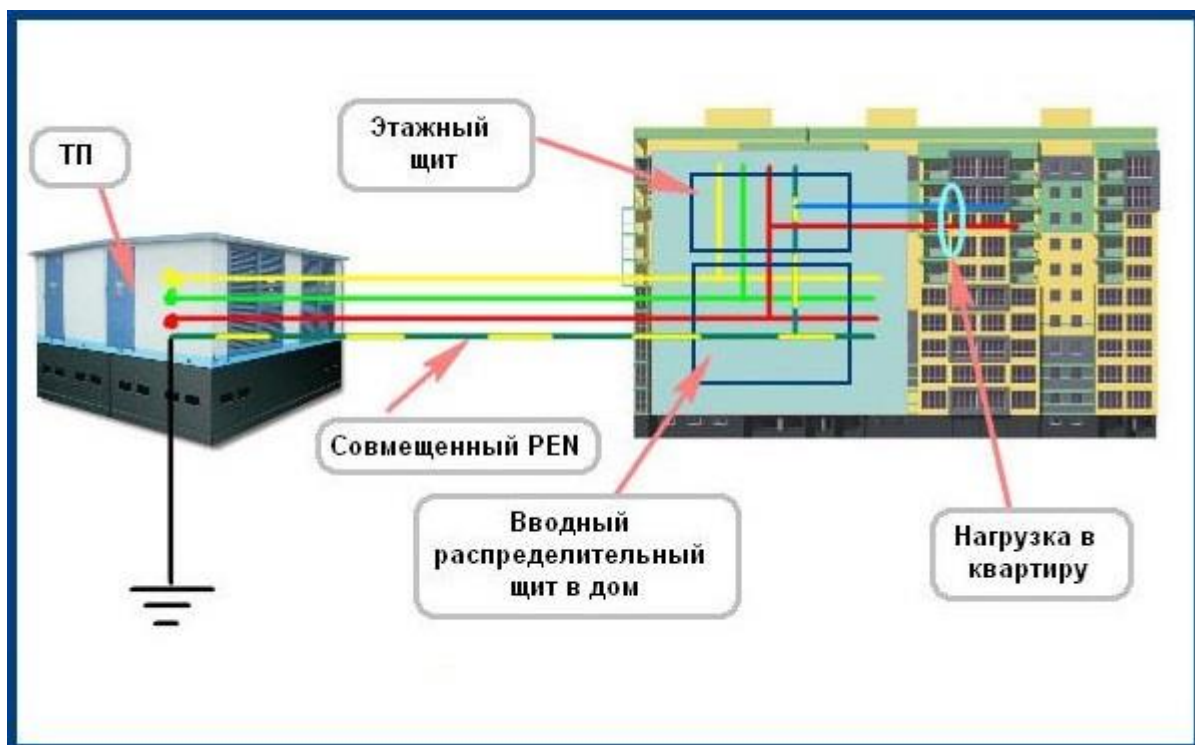 ТП
Этажный
щит
Совмещенный PEN
Вводный
распределительный
щит в дом
Нагрузка в
квартиру